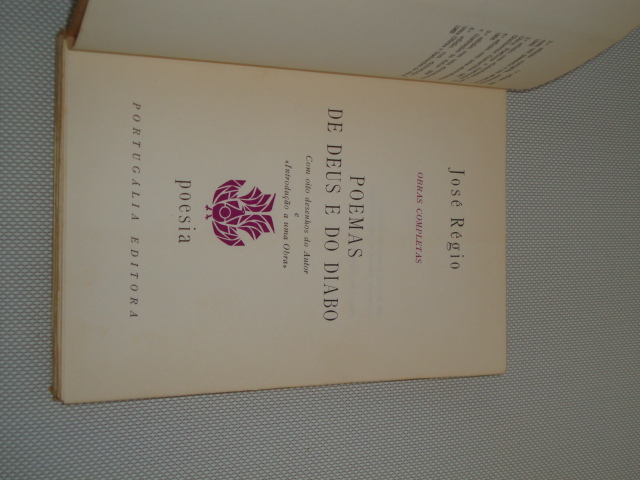 José Régio
OBRAS COMPLETAS
POEMAS
DE DEUS E DO DIABO
Com oito desenhos do Autor
e
«Introdução a uma Obra»
poesia
PORTUGÁLIA EDITORA